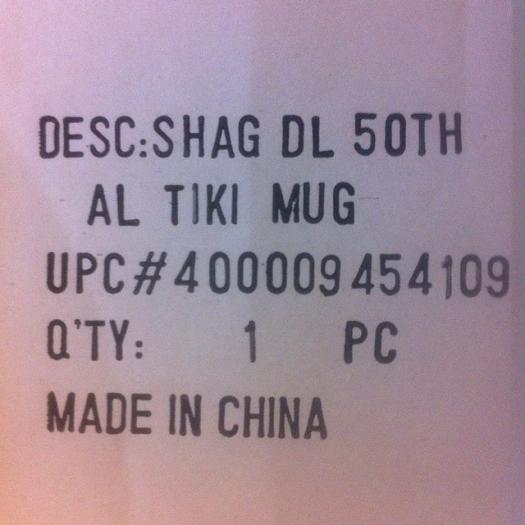 DESC:SHAG DL 50TH
AL TIKI MUG
UPC#400009454109
Q'TY: 1 PC
MADE IN CHINA